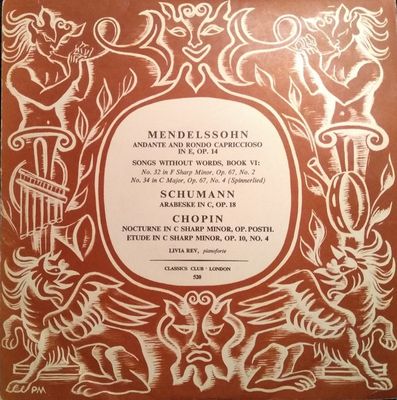 MENDELSSOHN
ANDANTE AND RONDO CAPRICCIOSO
IN E, OP. 14
SONGS WITHOUT WORDS, BOOK VI:
No. 32 in F Sharp Minor, Op. 67, No. 2
No. 34 in C Major, Op. 67, No. 4 (Spinnerlied)
SCHUMANN
ARABESKE IN C, OP. 18
CHOPIN
NOCTURNE IN C SHARP MINOR, OP. POSTH.
ETUDE IN C SHARP MINOR, OP. 10, NO. 4
LIVIA REV, pianoforte
CLASSICS CLUB · LONDON
520
PM